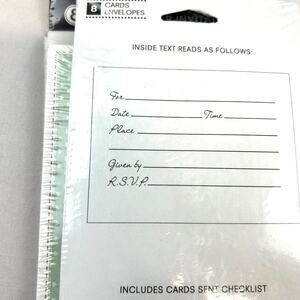 8 CARDS
ENVELOPES
INSIDE TEXT READS AS FOLLOWS:
For
Date Time
Place
Given by
R.S.V.P.
INCLUDES CARDS SENT CHECKLIST